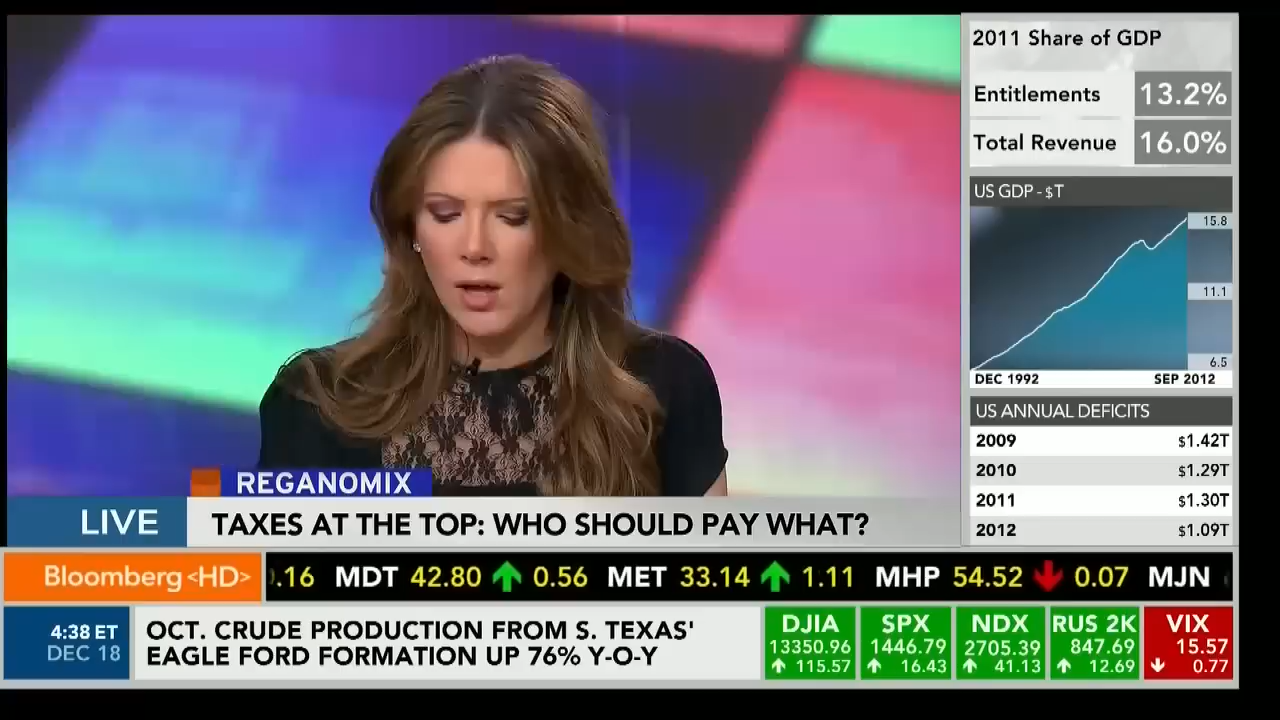 2011 Share of GDP
Entitlements 13.2%
Total Revenue 16.0%
US GDP - $T
15.8
11.1
6.5
DEC 1992 SEP 2012
US ANNUAL DEFICITS
2009 $1.42T
2010 $1.29T
2011 $1.30T
2012 $1.09T
REGANOMIX
LIVE TAXES AT THE TOP: WHO SHOULD PAY WHAT?
Bloomberg <HD> .16 MDT 42.80 0.56 MET 33.14 1.11 MHP 54.52 0.07 MJN
4:38 ET
DEC 18
OCT. CRUDE PRODUCTION FROM S. TEXAS'
EAGLE FORD FORMATION UP 76% Y-O-Y
DJIA
13350.96
115.57
SPX
1446.79
16.43
NDX
2705.39
41.13
RUS 2K
847.69
12.69
VIX
15.57
0.77